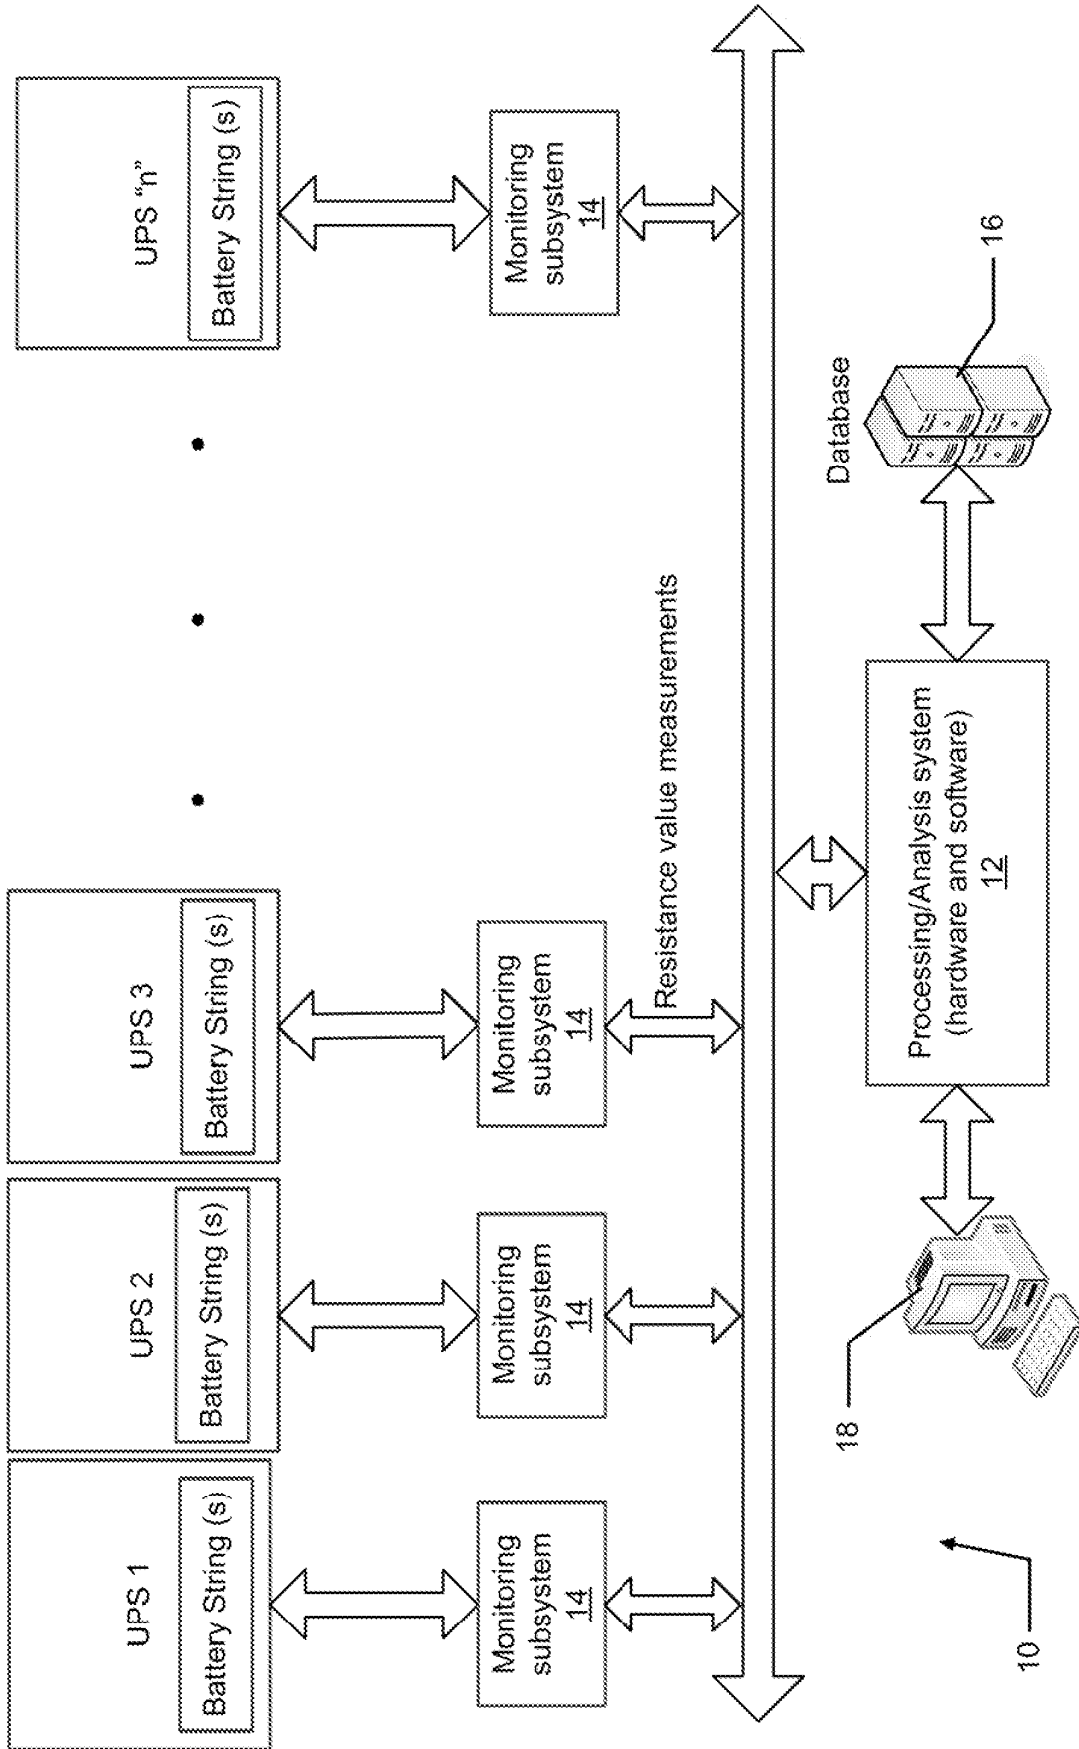 UPS 1
UPS 2
UPS 3
UPS "n"
Battery String (s)
Battery String (s)
Battery String (s)
Battery String (s)
Monitoring
subsystem
14
Monitoring
subsystem
14
Monitoring
subsystem
14
Monitoring
subsystem
14
Resistance value measurements
18
Processing/Analysis system
(hardware and software)
12
Database
16
10